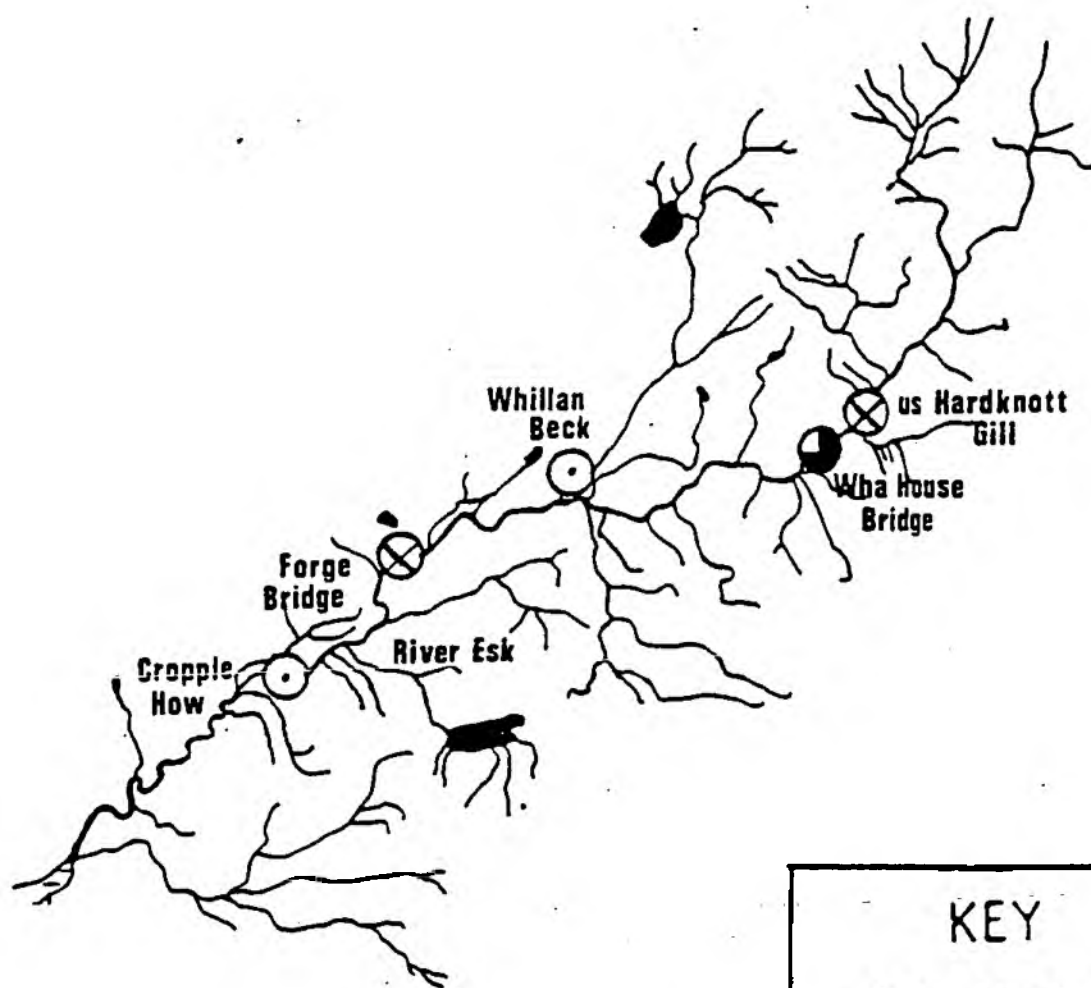 Whillan
Beck
us Hardknott
Gill
Wha House
Bridge
Forge
Bridge
River Esk
Cropple
How
KEY